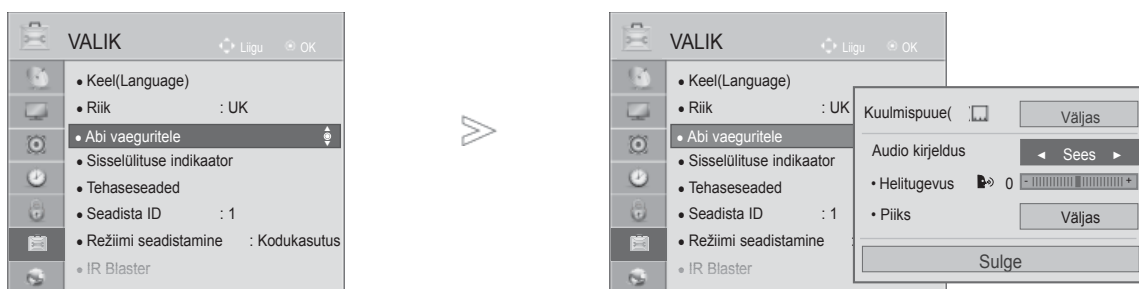 VALIK
Liigu OK
• Keel(Language)
• Riik : UK
• Abi vaeguritele
• Sisselülituse indikaator
• Tehaseseaded
• Seadista ID : 1
• Režiimi seadistamine : Kodukasutus
• IR Blaster
VALIK
Liigu OK
• Keel(Language)
• Riik : UK
• Abi vaeguritele
• Sisselülituse indikaator
• Tehaseseaded
• Seadista ID : 1
• Režiimi seadistamine :
• IR Blaster
Kuulmispuue( Väljas
Audio kirjeldus ◄ Sees ►
• Helitugevus 0 - +
• Piiks Väljas
Sulge